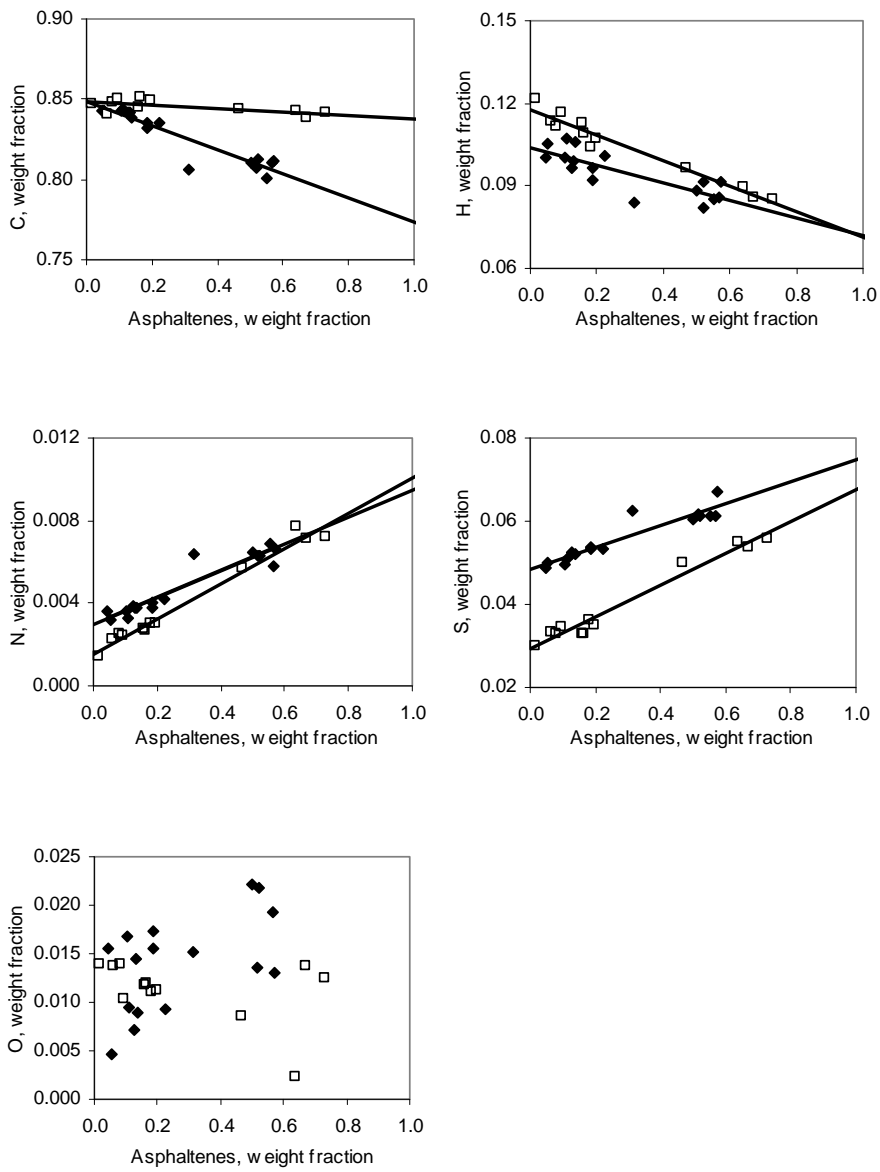 0.90
0.85
0.80
0.75
C, weight fraction
0.0 0.2 0.4 0.6 0.8 1.0
Asphaltenes, weight fraction
0.15
0.12
0.09
0.06
H, weight fraction
0.0 0.2 0.4 0.6 0.8 1.0
Asphaltenes, weight fraction
0.012
0.008
0.004
0.000
N, weight fraction
0.0 0.2 0.4 0.6 0.8 1.0
Asphaltenes, weight fraction
0.08
0.06
0.04
0.02
S, weight fraction
0.0 0.2 0.4 0.6 0.8 1.0
Asphaltenes, weight fraction
0.025
0.020
0.015
0.010
0.005
0.000
O, weight fraction
0.0 0.2 0.4 0.6 0.8 1.0
Asphaltenes, weight fraction